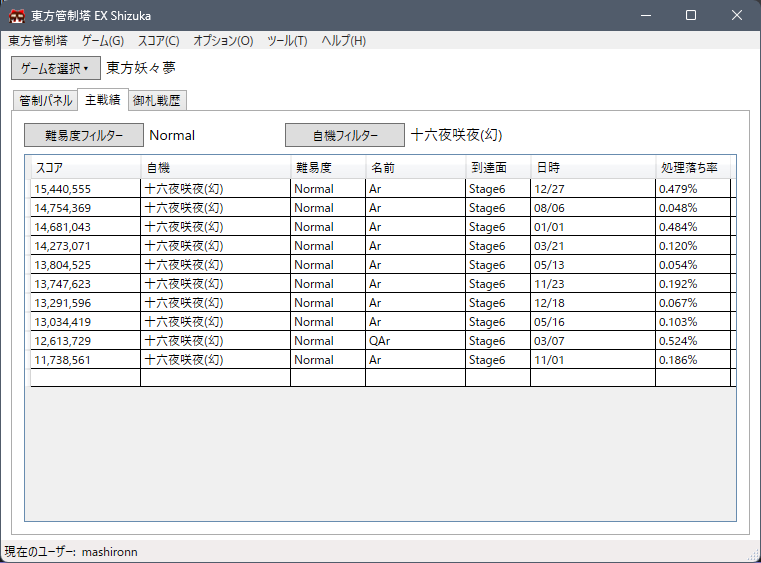 東方管制塔 EX Shizuka
東方管制塔 ゲーム(G) スコア(C) オプション(O) ツール(T) ヘルプ(H)
ゲームを選択 東方妖々夢
管制パネル 主戦績 御札戦歴
難易度フィルター Normal 自機フィルター 十六夜咲夜(幻)
スコア 自機 難易度 名前 到達面 日時 処理落ち率
15,440,555 十六夜咲夜(幻) Normal Ar Stage6 12/27 0.479%
14,754,369 十六夜咲夜(幻) Normal Ar Stage6 08/06 0.048%
14,681,043 十六夜咲夜(幻) Normal Ar Stage6 01/01 0.484%
14,273,071 十六夜咲夜(幻) Normal Ar Stage6 03/21 0.120%
13,804,525 十六夜咲夜(幻) Normal Ar Stage6 05/13 0.054%
13,747,623 十六夜咲夜(幻) Normal Ar Stage6 11/23 0.192%
13,291,596 十六夜咲夜(幻) Normal Ar Stage6 12/18 0.067%
13,034,419 十六夜咲夜(幻) Normal Ar Stage6 05/16 0.103%
12,613,729 十六夜咲夜(幻) Normal QAr Stage6 03/07 0.524%
11,738,561 十六夜咲夜(幻) Normal Ar Stage6 11/01 0.186%
現在のユーザー: mashironn